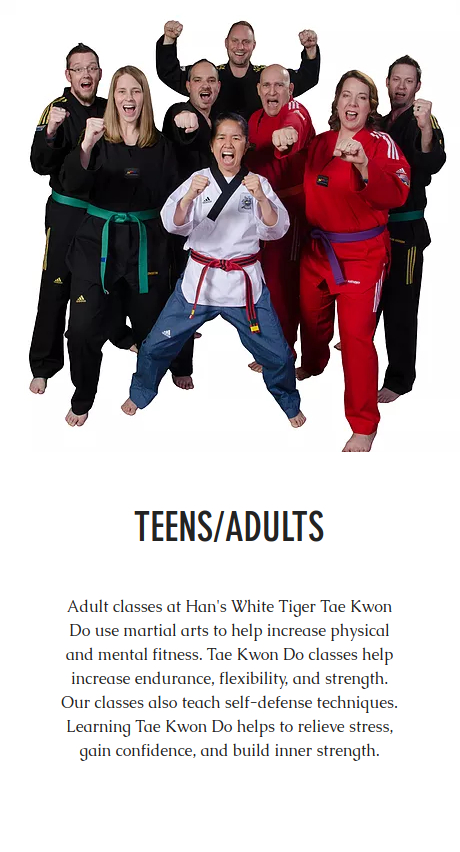 TEENS/ADULTS
Adult classes at Han's White Tiger Tae Kwon
Do use martial arts to help increase physical
and mental fitness. Tae Kwon Do classes help
increase endurance, flexibility, and strength.
Our classes also teach self-defense techniques.
Learning Tae Kwon Do helps to relieve stress,
gain confidence, and build inner strength.